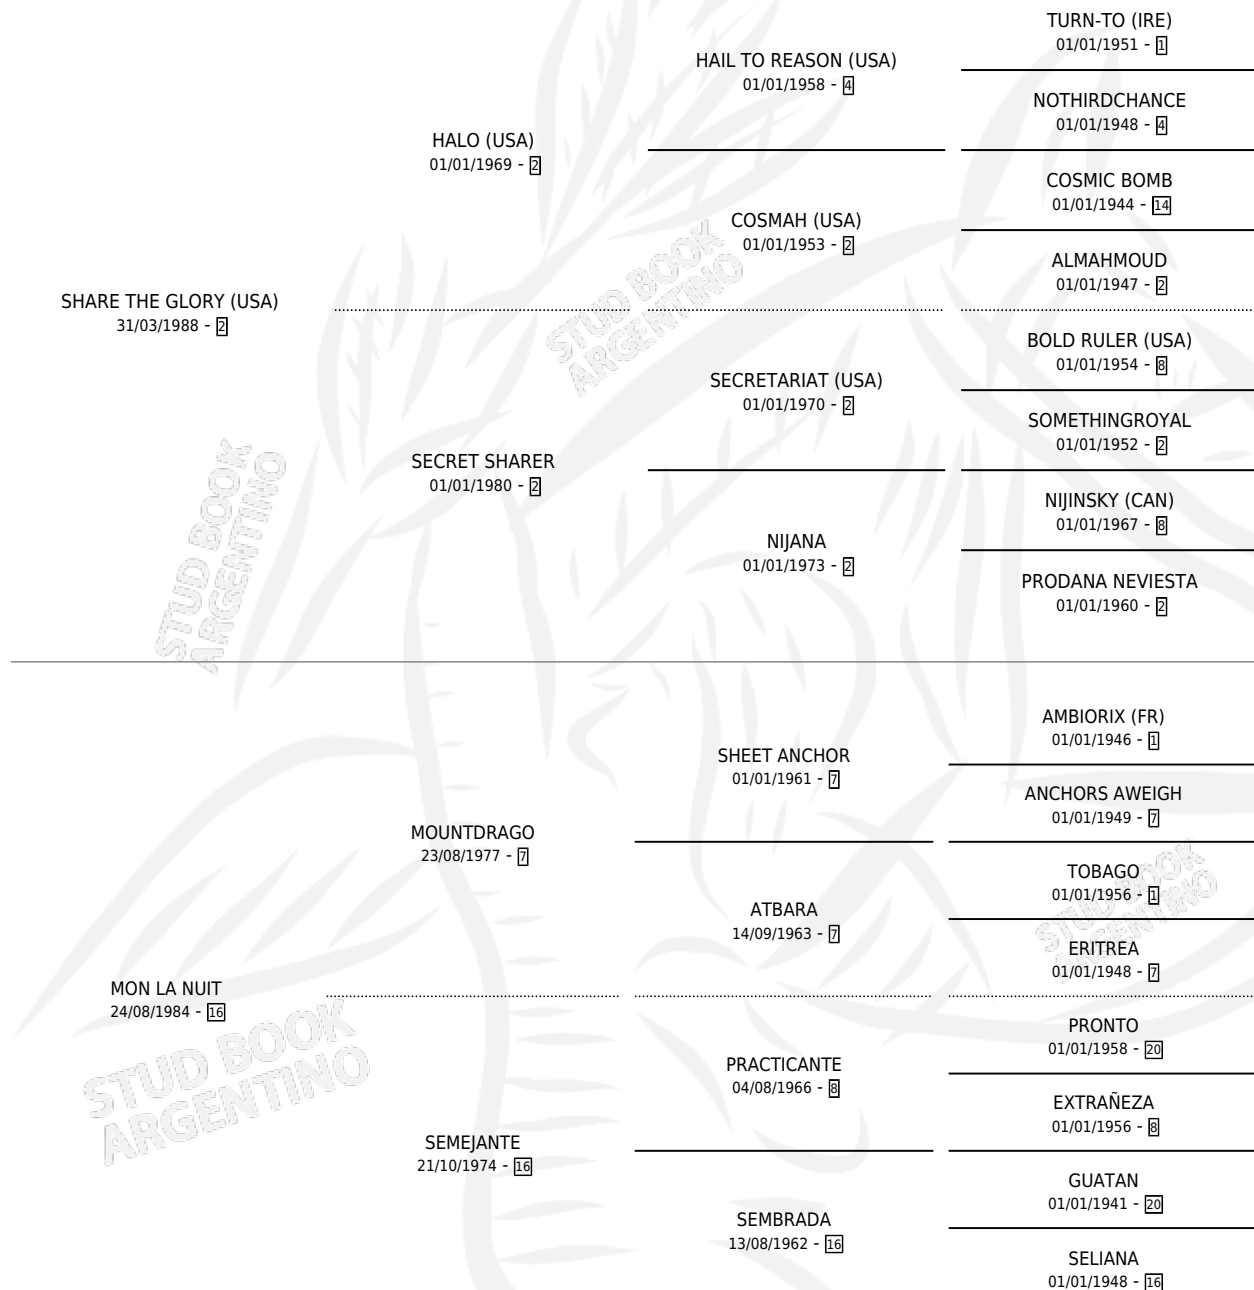 TURN-TO (IRE)
01/01/1951 - 1
HAIL TO REASON (USA)
01/01/1958 - 4
NOTHIRDCHANCE
01/01/1948 - 4
HALO (USA)
01/01/1969 - 2
COSMIC BOMB
01/01/1944 - 14
COSMAH (USA)
01/01/1953 - 2
ALMAHMOUD
01/01/1947 - 2
SHARE THE GLORY (USA)
31/03/1988 - 2
BOLD RULER (USA)
01/01/1954 - 8
SECRETARIAT (USA)
01/01/1970 - 2
SOMETHINGROYAL
01/01/1952 - 2
SECRET SHARER
01/01/1980 - 2
NIJINSKY (CAN)
01/01/1967 - 8
NIJANA
01/01/1973 - 2
PRODANA NEVIESTA
01/01/1960 - 2
AMBIORIX (FR)
01/01/1946 - 1
SHEET ANCHOR
01/01/1961 - 7
ANCHORS AWEIGH
01/01/1949 - 7
MOUNTDRAGO
23/08/1977 - 7
TOBAGO
01/01/1956 - 1
ATBARA
14/09/1963 - 7
ERITREA
01/01/1948 - 7
MON LA NUIT
24/08/1984 - 16
PRONTO
01/01/1958 - 20
PRACTICANTE
04/08/1966 - 8
EXTRAÑEZA
01/01/1956 - 8
SEMEJANTE
21/10/1974 - 16
GUATAN
01/01/1941 - 20
SEMBRADA
13/08/1962 - 16
SELIANA
01/01/1948 - 16
STUD BOOK
ARGENTINO
STUD BOOK
ARGENTINO
STUD BOOK
ARGENTINO
STUD BOOK
ARGENTINO